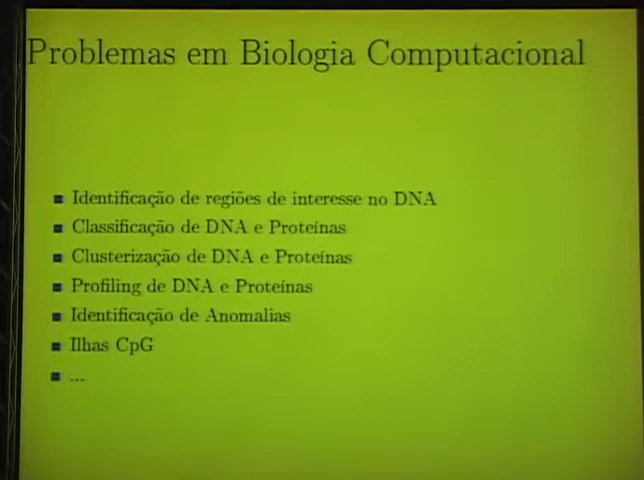 Problemas em Biologia Computacional
Identificação de regiões de interesse no DNA
Classificação de DNA e Proteínas
Clusterização de DNA e Proteínas
Profiling de DNA e Proteínas
Identificação de Anomalias
Ilhas CpG
...